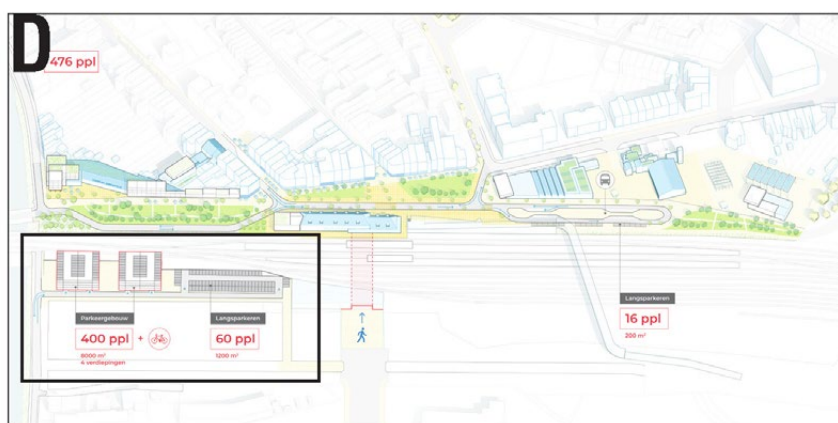 D
476 ppl
Parkeergebouw
400 ppl +
8000 m²
4 verdiepingen
Langsparkeren
60 ppl
1200 m²
Langsparkeren
16 ppl
200 m²